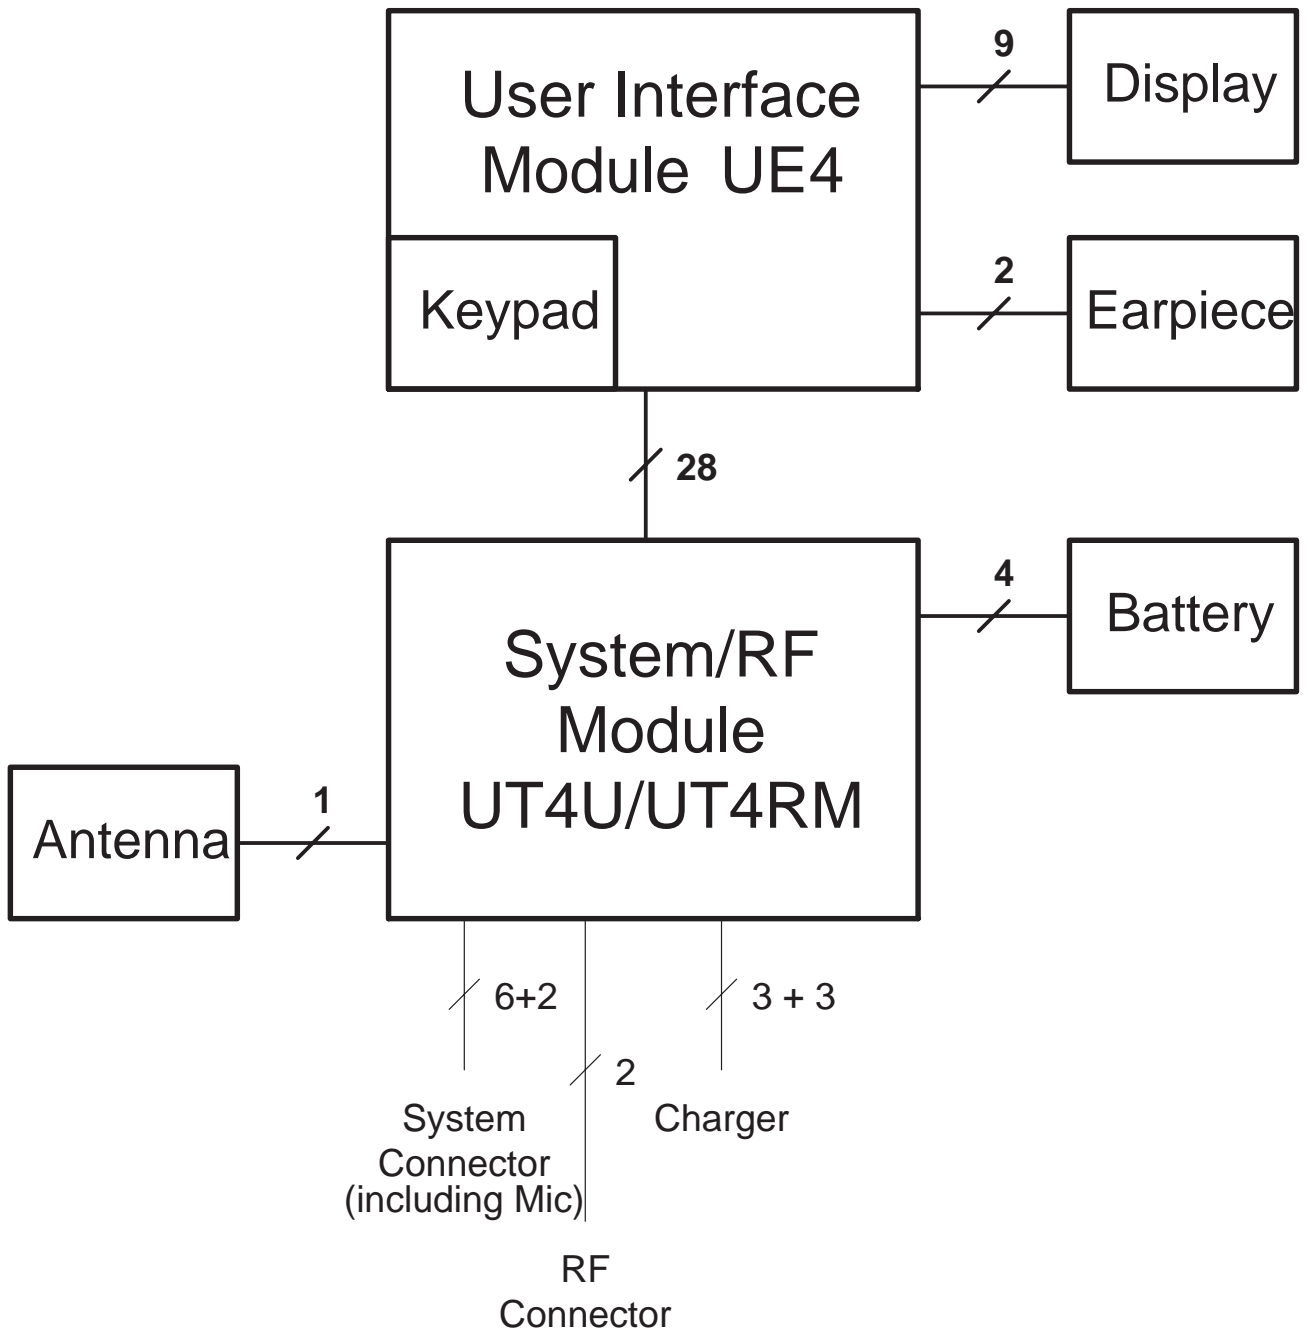 User Interface
Module UE4
9
Display
Keypad
2
Earpiece
28
4
Battery
System/RF
Module
UT4U/UT4RM
1
Antenna
6+2
3 + 3
2
System
Connector
(including Mic)
Charger
RF
Connector